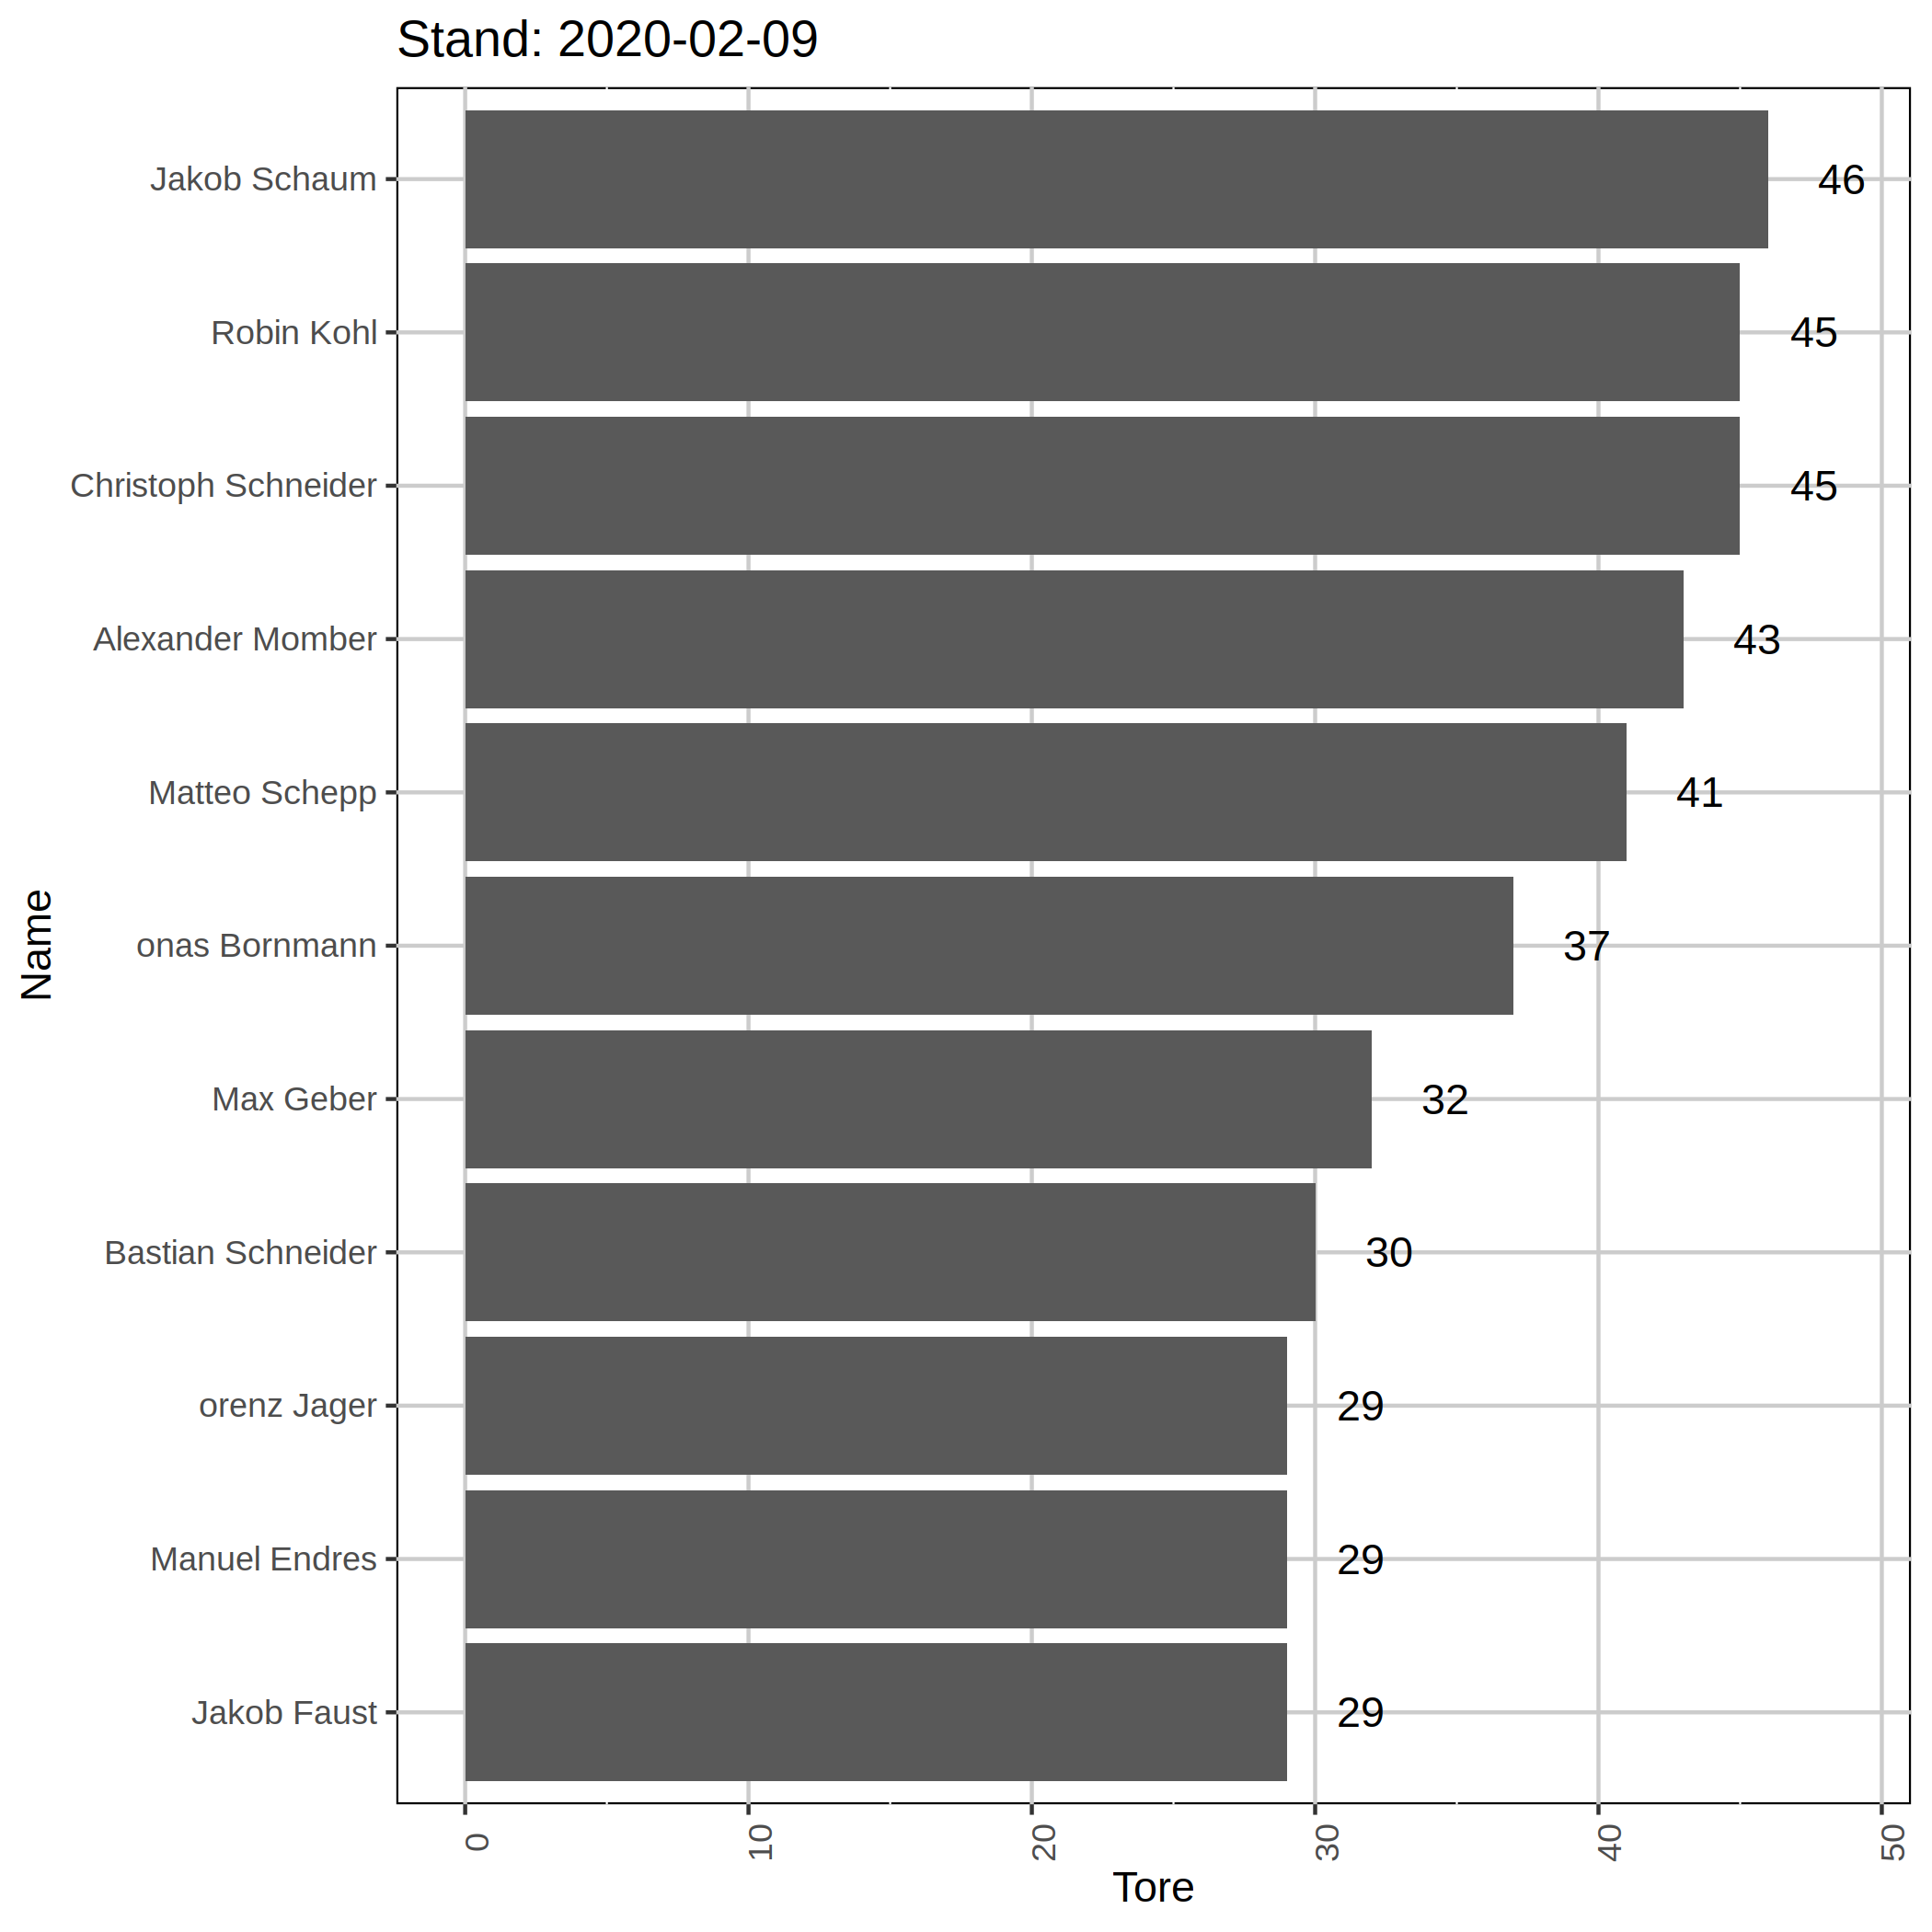 Stand: 2020-02-09
Name
Jakob Schaum 46
Robin Kohl 45
Christoph Schneider 45
Alexander Momber 43
Matteo Schepp 41
onas Bornmann 37
Max Geber 32
Bastian Schneider 30
orenz Jager 29
Manuel Endres 29
Jakob Faust 29
0 10 20 30 40 50
Tore